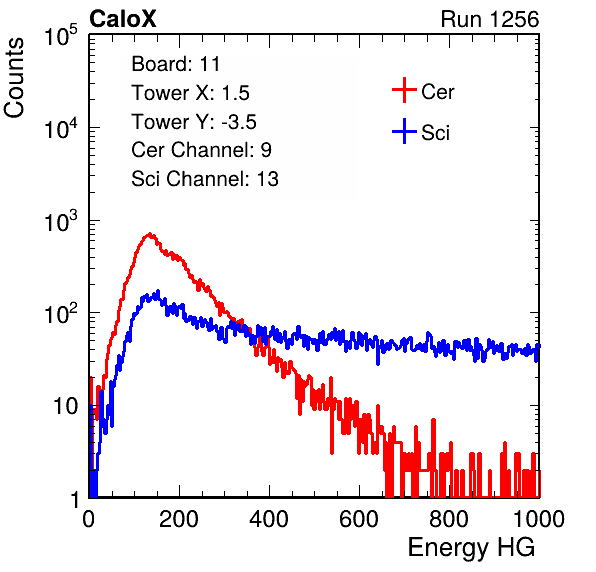 CaloX Run 1256
Counts
Board: 11
Tower X: 1.5
Tower Y: -3.5
Cer Channel: 9
Sci Channel: 13
Cer
Sci
10^5
10^4
10^3
10^2
10
1
0 200 400 600 800 1000
Energy HG